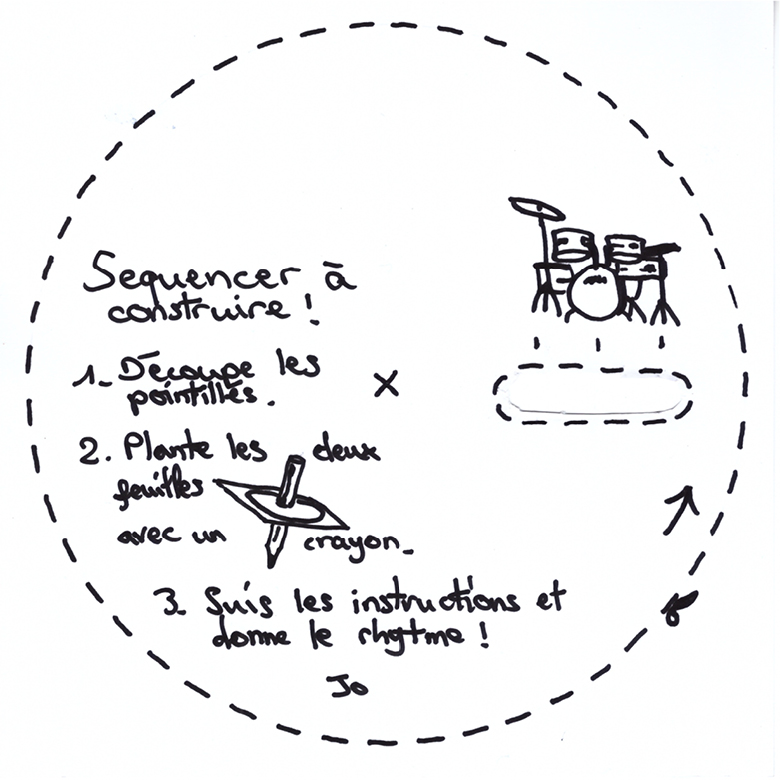 Sequencer à
construire !
1. Découpe les
pointillés.
2. Plante les deux
feuilles
avec un crayon.
3. Suis les instructions et
donne le rhytme !
Jo